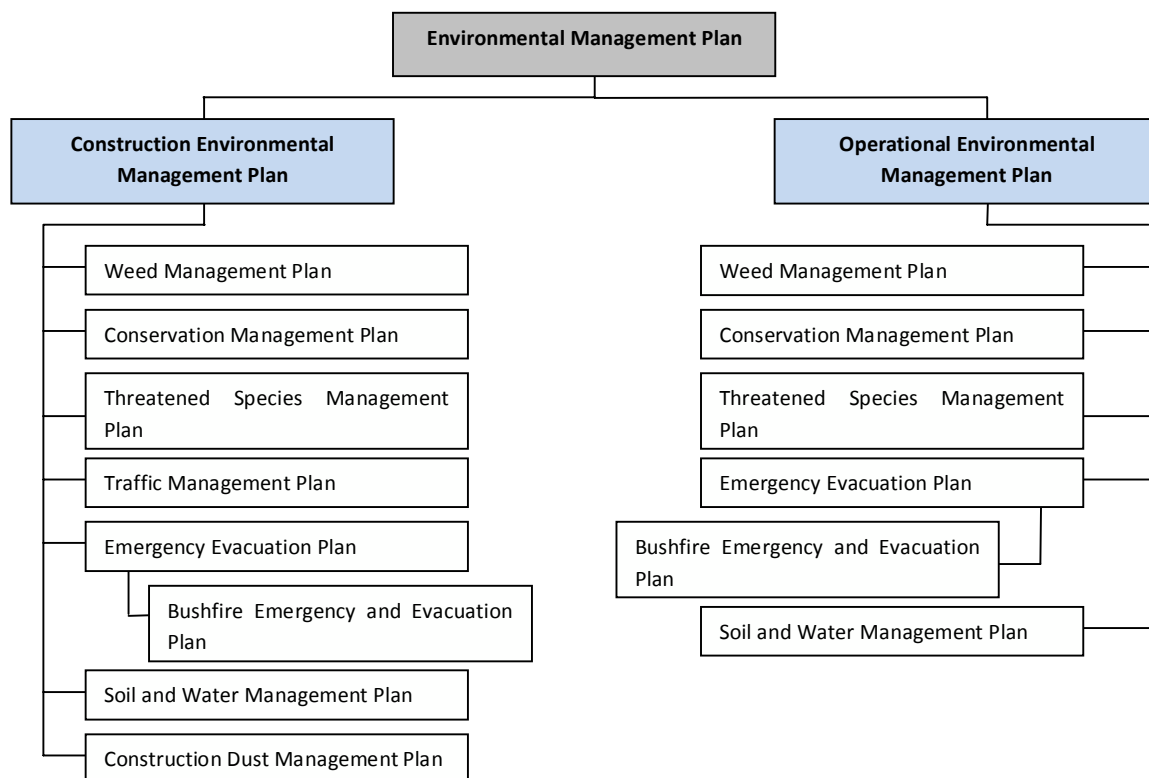 Environmental Management Plan
Construction Environmental
Management Plan
Weed Management Plan
Conservation Management Plan
Threatened Species Management
Plan
Traffic Management Plan
Emergency Evacuation Plan
Bushfire Emergency and Evacuation
Plan
Soil and Water Management Plan
Construction Dust Management Plan
Operational Environmental
Management Plan
Weed Management Plan
Conservation Management Plan
Threatened Species Management
Plan
Emergency Evacuation Plan
Bushfire Emergency and Evacuation
Plan
Soil and Water Management Plan